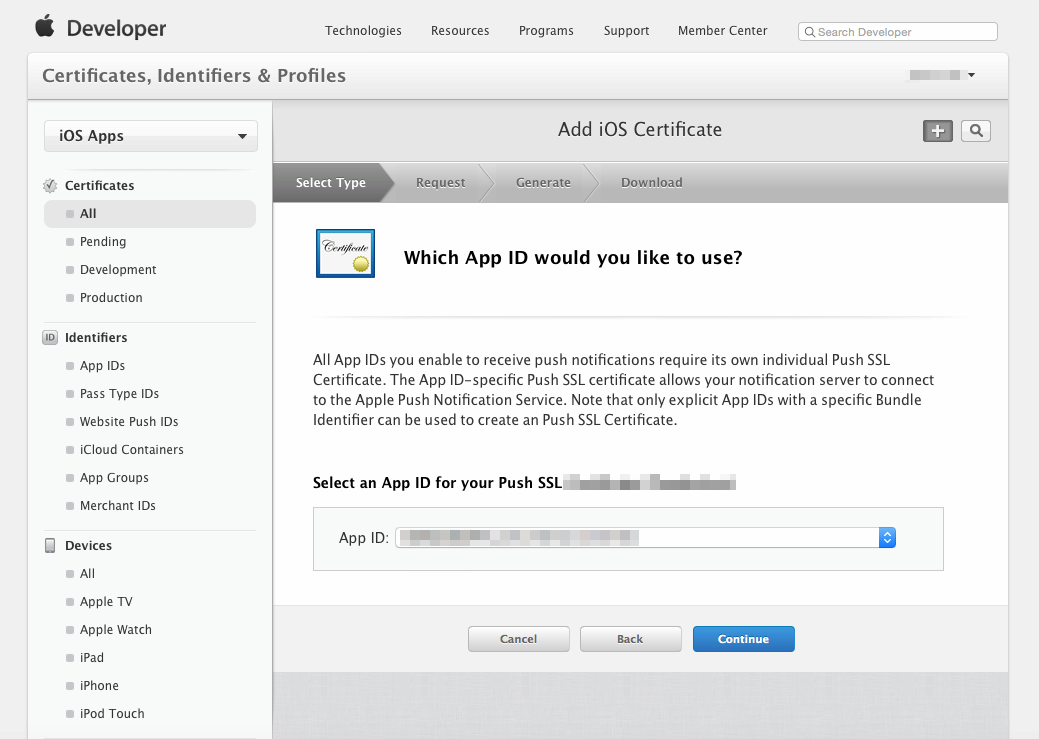 Developer
Technologies
Resources
Programs
Support
Member Center
Search Developer
Certificates, Identifiers & Profiles
iOS Apps
Certificates
All
Pending
Development
Production
ID Identifiers
App IDs
Pass Type IDs
Website Push IDs
iCloud Containers
App Groups
Merchant IDs
Devices
All
Apple TV
Apple Watch
iPad
iPhone
iPod Touch
Add iOS Certificate
Select Type
Request
Generate
Download
Certificate
Which App ID would you like to use?
All App IDs you enable to receive push notifications require its own individual Push SSL
Certificate. The App ID-specific Push SSL certificate allows your notification server to connect
to the Apple Push Notification Service. Note that only explicit App IDs with a specific Bundle
Identifier can be used to create an Push SSL Certificate.
Select an App ID for your Push SSL
App ID:
Cancel
Back
Continue